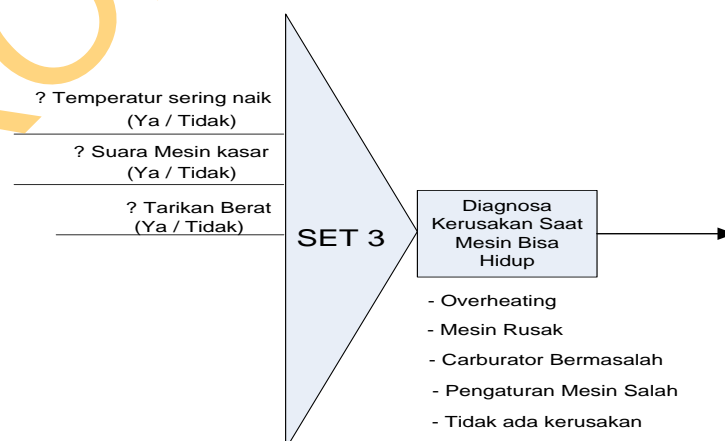 ? Temperatur sering naik
(Ya / Tidak)
? Suara Mesin kasar
(Ya / Tidak)
? Tarikan Berat
(Ya / Tidak)
SET 3
Diagnosa
Kerusakan Saat
Mesin Bisa
Hidup
- Overheating
- Mesin Rusak
- Carburator Bermasalah
- Pengaturan Mesin Salah
- Tidak ada kerusakan